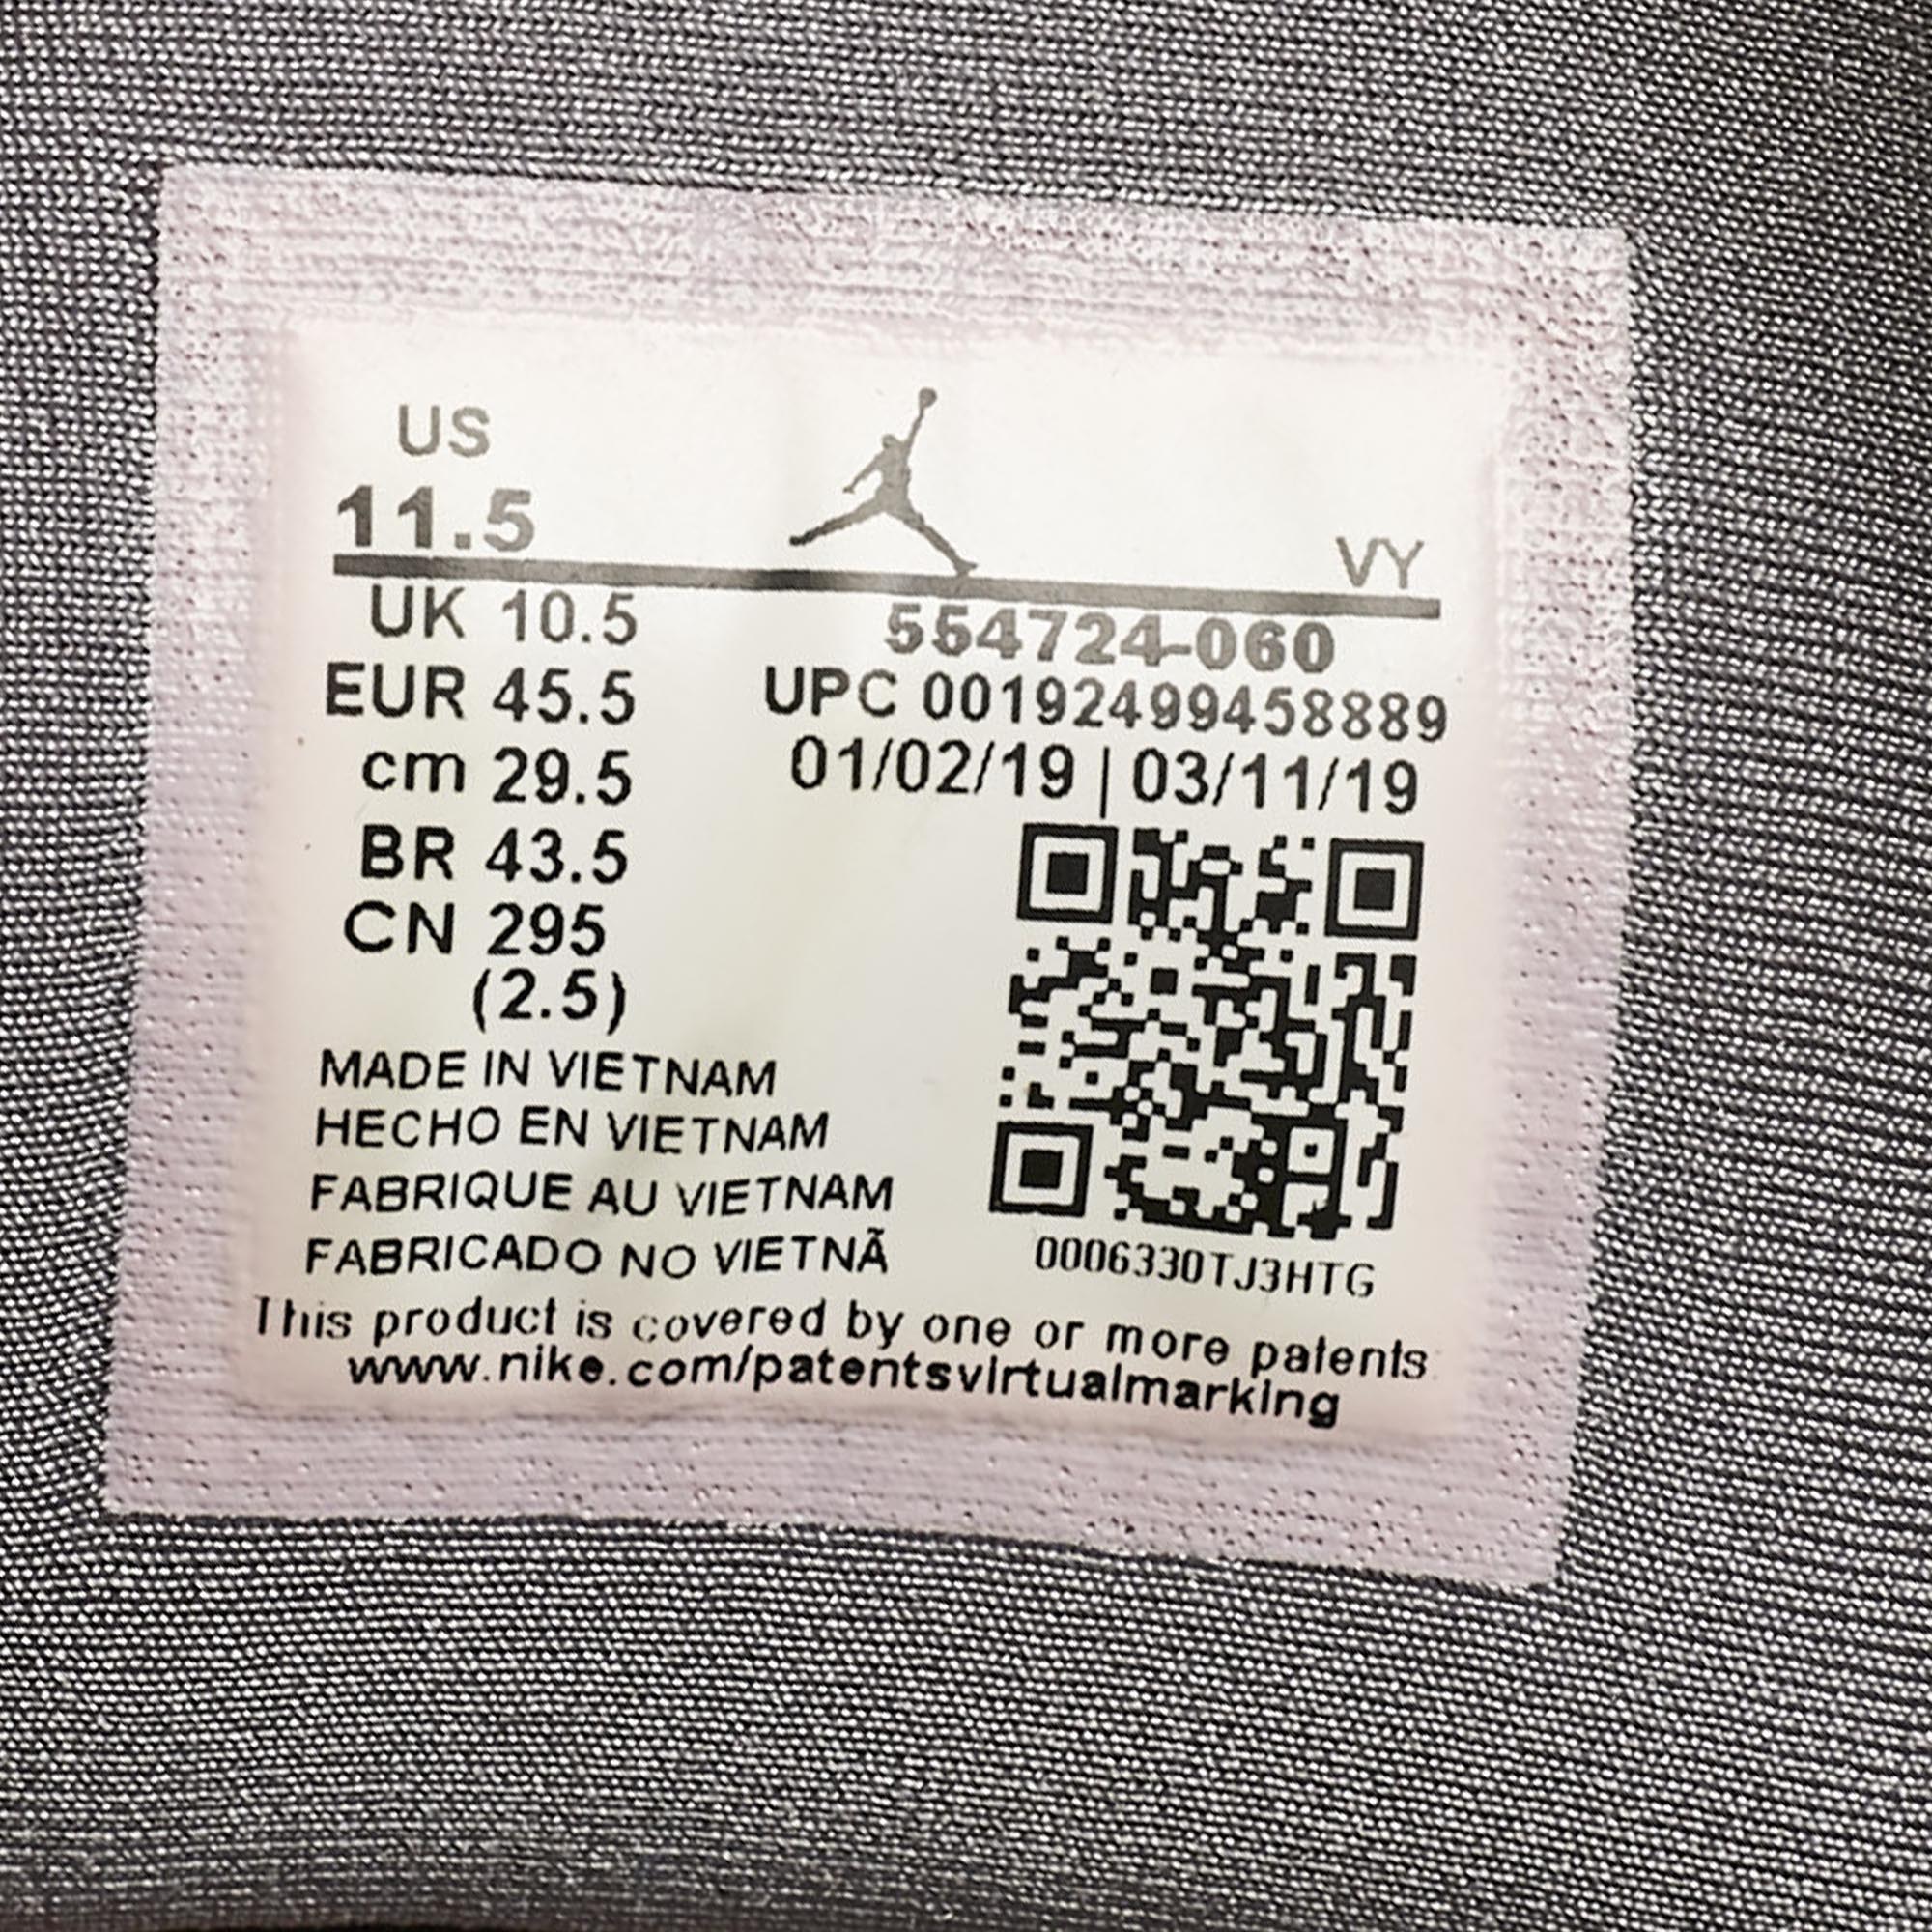 US
11.5
VY
UK 10.5
554724-060
EUR 45.5
UPC 00192499458889
cm 29.5
01/02/19 | 03/11/19
BR 43.5
CN 295
(2.5)
MADE IN VIETNAM
HECHO EN VIETNAM
FABRIQUE AU VIETNAM
FABRICADO NO VIETNÃ
0006330TJ3HTG
This product is covered by one or more patents
www.nike.com/patentsvirtualmarking